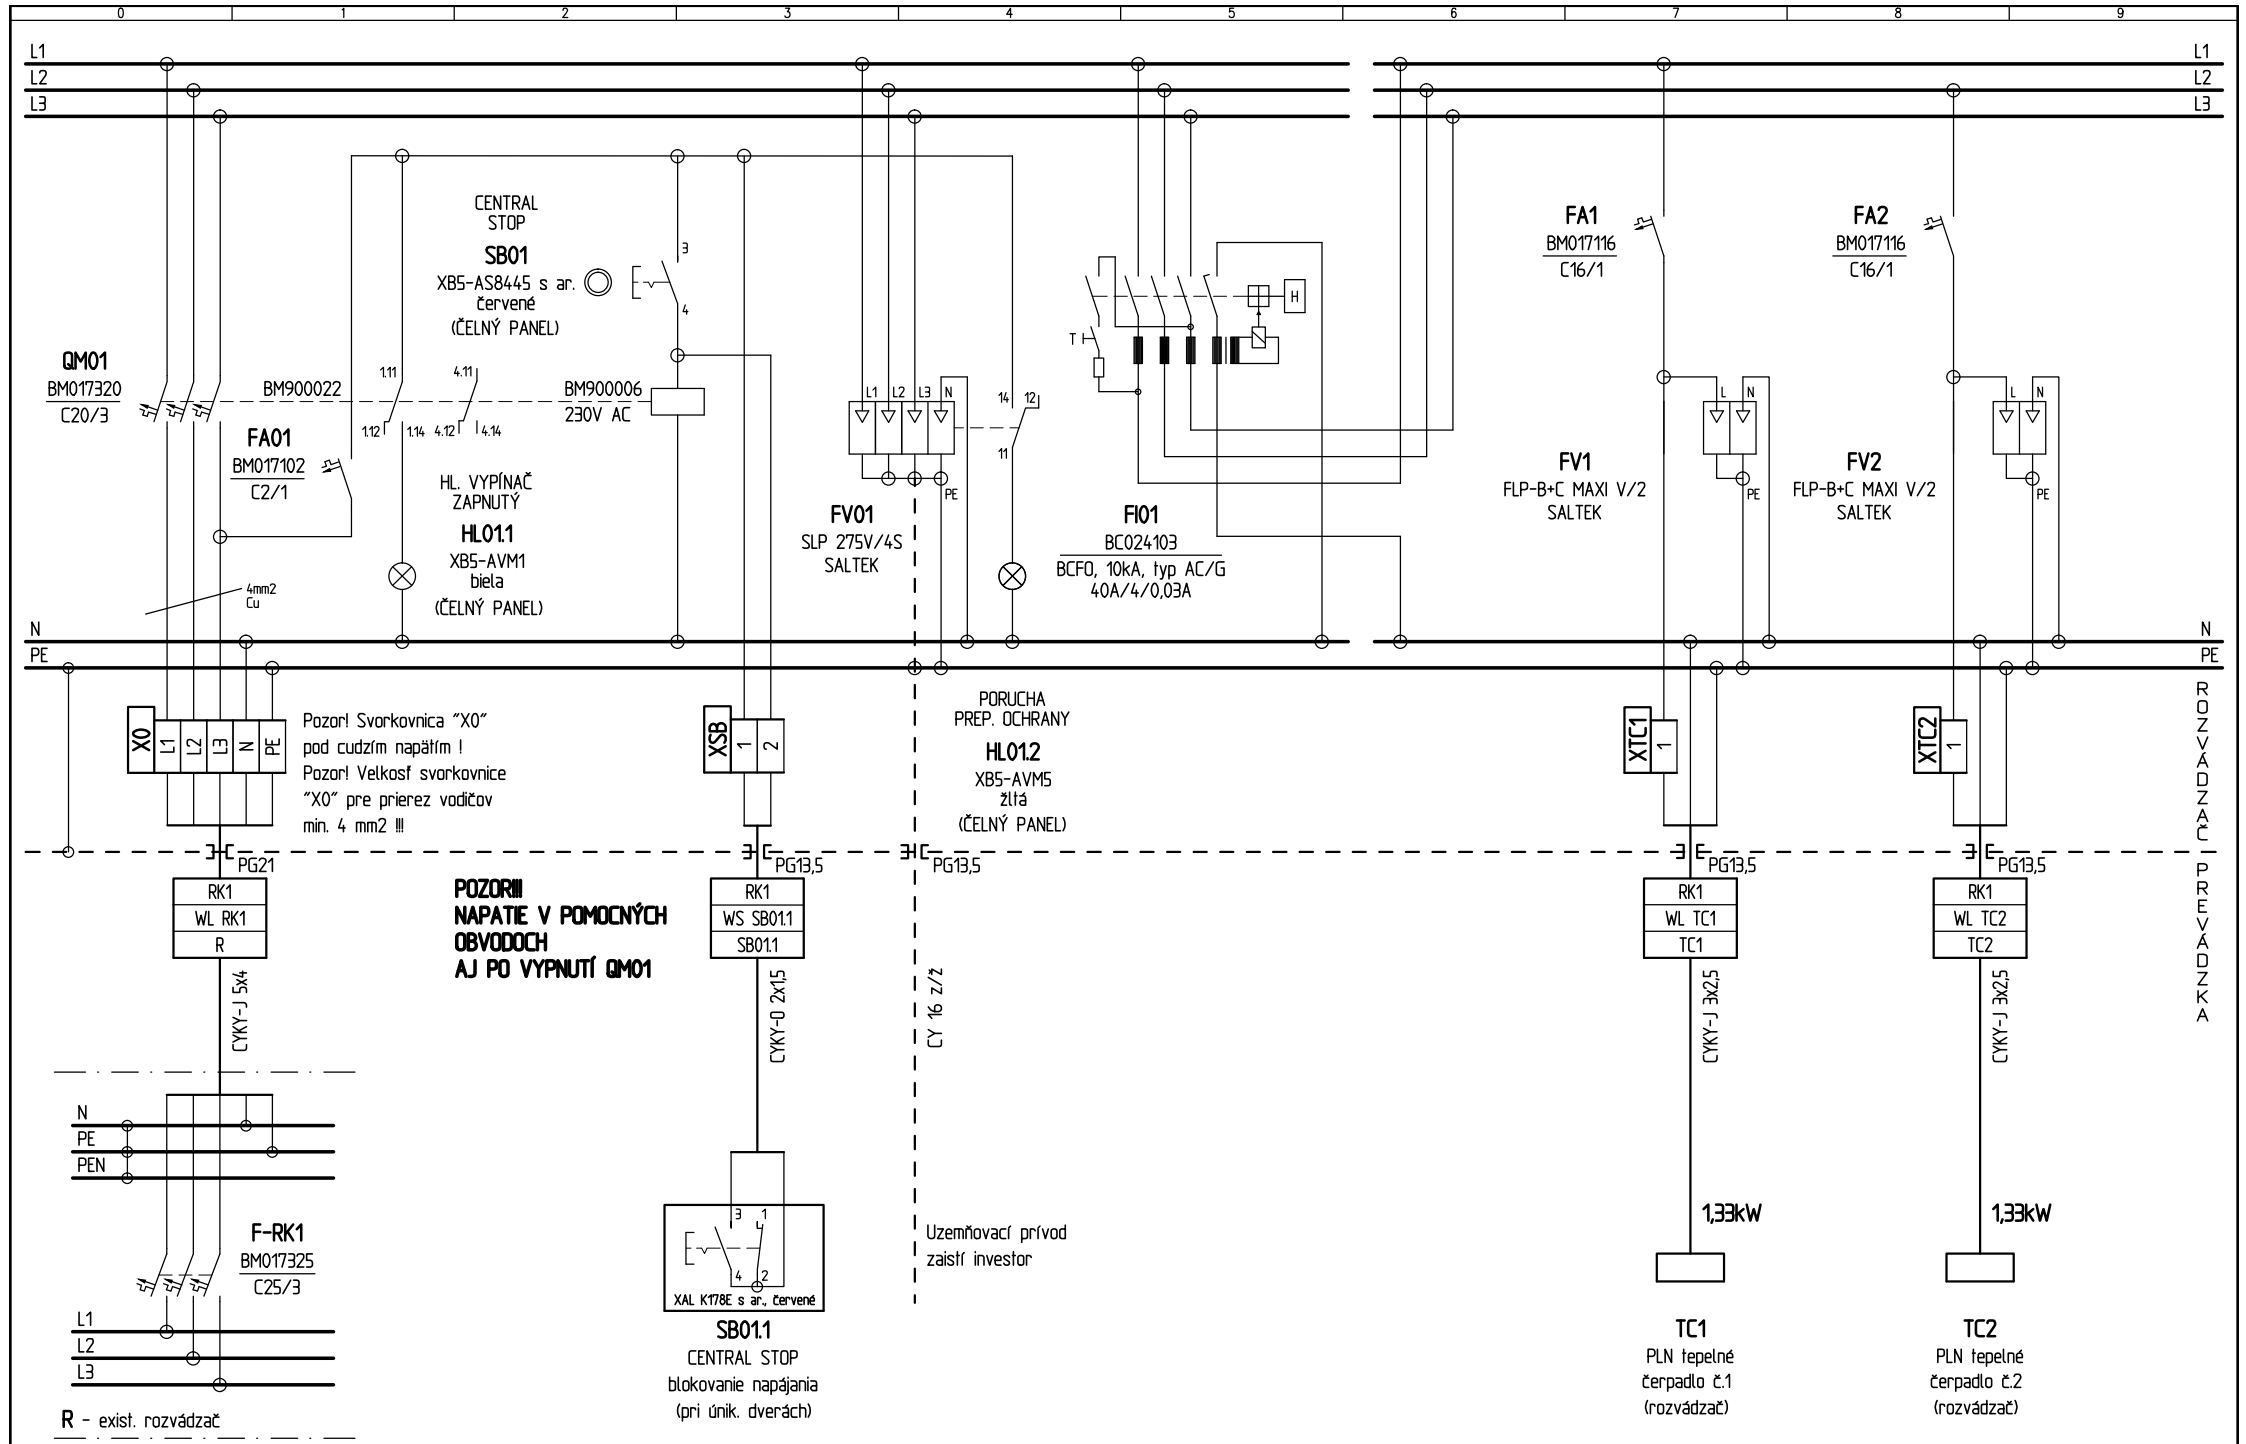 0 1 2 3 4 5 6 7 8 9
L1 L1
L2 L2
L3 L3
CENTRAL
STOP
SB01
XB5-AS8445 s ar.
červené
(ČELNÝ PANEL)
3
4
QM01
BM017320
C20/3
BM900022
1.11
1.12
1.14
4.11
4.12
4.14
BM900006
230V AC
FA01
BM017102
C2/1
HL. VYPÍNAČ
ZAPNUTÝ
HL01.1
XB5-AVM1
biela
(ČELNÝ PANEL)
4mm2
Cu
L1 L2 L3 N
PE
FV01
SLP 275V/4S
SALTEK
14 12
11
T
H
FI01
BC024103
BCFO, 10kA, typ AC/G
40A/4/0,03A
FA1
BM017116
C16/1
L N
PE
FV1
FLP-B+C MAXI V/2
SALTEK
FA2
BM017116
C16/1
L N
PE
FV2
FLP-B+C MAXI V/2
SALTEK
N N
PE PE
X0 L1 L2 L3 N PE
Pozor! Svorkovnica "X0"
pod cudzím napätím !
Pozor! Velkosť svorkovnice
"X0" pre prierez vodičov
min. 4 mm2 !!!
XSB 1 2
PORUCHA
PREP. OCHRANY
HL01.2
XB5-AVM5
žltá
(ČELNÝ PANEL)
XTC1 1
XTC2 1
ROZVÁDZAČ
PG21
PG13,5
PG13,5
PG13,5
PG13,5
PREVÁDZKA
RK1
WL RK1
R
POZOR!!!
NAPATIE V POMOCNÝCH
OBVODOCH
AJ PO VYPNUTÍ QM01
RK1
WS SB01.1
SB01.1
RK1
WL TC1
TC1
RK1
WL TC2
TC2
CYKY-J 5x4
CYKY-O 2x1,5
CY 16 z/ž
CYKY-J 3x2,5
CYKY-J 3x2,5
N
PE
PEN
F-RK1
BM017325
C25/3
L1
L2
L3
R - exist. rozvádzač
3 1
4 2
XAL K178E s ar., červené
SB01.1
CENTRAL STOP
blokovanie napájania
(pri únik. dverách)
Uzemňovací prívod
zaistí investor
1,33kW
TC1
PLN tepelné
čerpadlo č.1
(rozvádzač)
1,33kW
TC2
PLN tepelné
čerpadlo č.2
(rozvádzač)